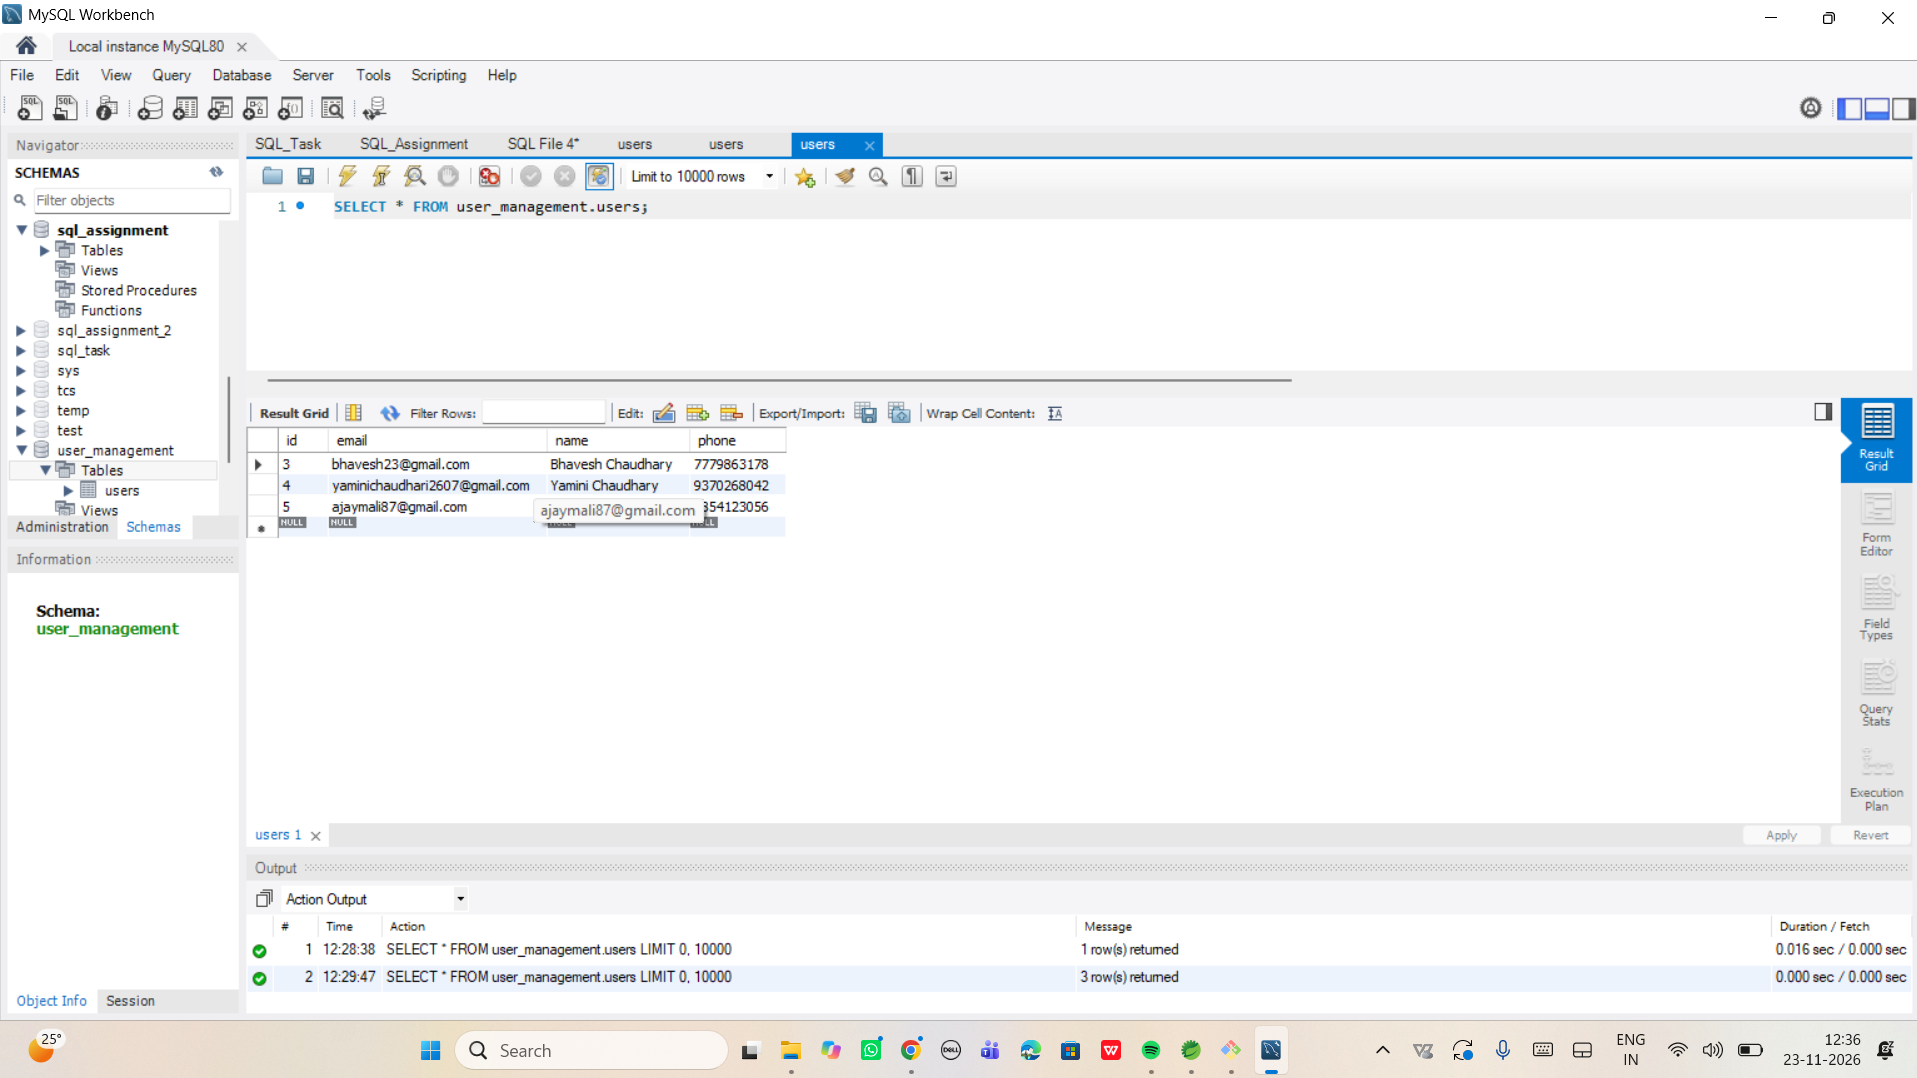 MySQL Workbench
Local instance MySQL80
File Edit View Query Database Server Tools Scripting Help
Navigator
SCHEMAS
Filter objects
sql_assignment
Tables
Views
Stored Procedures
Functions
sql_assignment_2
sql_task
sys
tcs
temp
test
user_management
Tables
users
Views
Administration Schemas
Information
Schema:
user_management
Object Info Session
SQL_Task SQL_Assignment SQL File 4* users users users
Limit to 10000 rows
1 SELECT * FROM user_management.users;
Result Grid Filter Rows: Edit: Export/Import: Wrap Cell Content:
id email name phone
3 bhavesh23@gmail.com Bhavesh Chaudhary 7779863178
4 yaminichaudhari2607@gmail.com Yamini Chaudhary 9370268042
5 ajaymali87@gmail.com ajaymali87@gmail.com 354123056
NULL NULL
Result Grid
Form Editor
Field Types
Query Stats
Execution Plan
users 1 Apply Revert
Output
Action Output
# Time Action Message Duration / Fetch
1 12:28:38 SELECT * FROM user_management.users LIMIT 0, 10000 1 row(s) returned 0.016 sec / 0.000 sec
2 12:29:47 SELECT * FROM user_management.users LIMIT 0, 10000 3 row(s) returned 0.000 sec / 0.000 sec
25° Search DELL ENG IN 12:36 23-11-2026